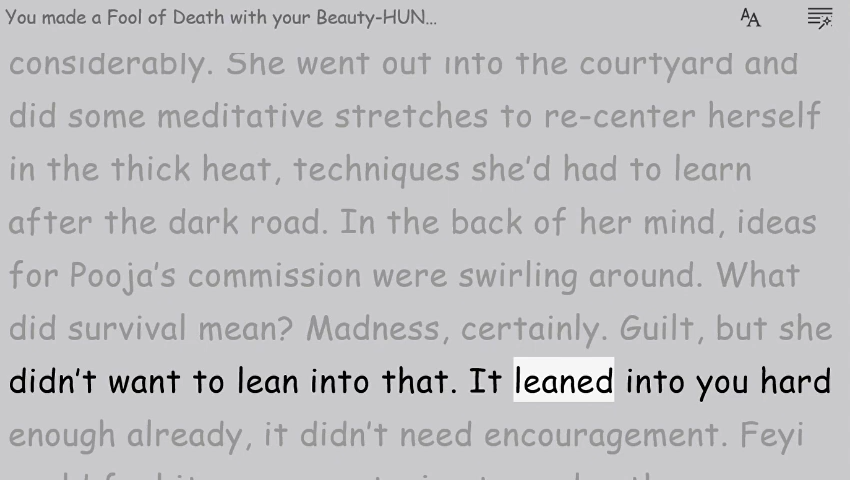 You made a Fool of Death with your Beauty-HUN...
considerably. She went out into the courtyard and
did some meditative stretches to re-center herself
in the thick heat, techniques she'd had to learn
after the dark road. In the back of her mind, ideas
for Pooja's commission were swirling around. What
did survival mean? Madness, certainly. Guilt, but she
didn't want to lean into that. It leaned into you hard
enough already, it didn't need encouragement. Feyi